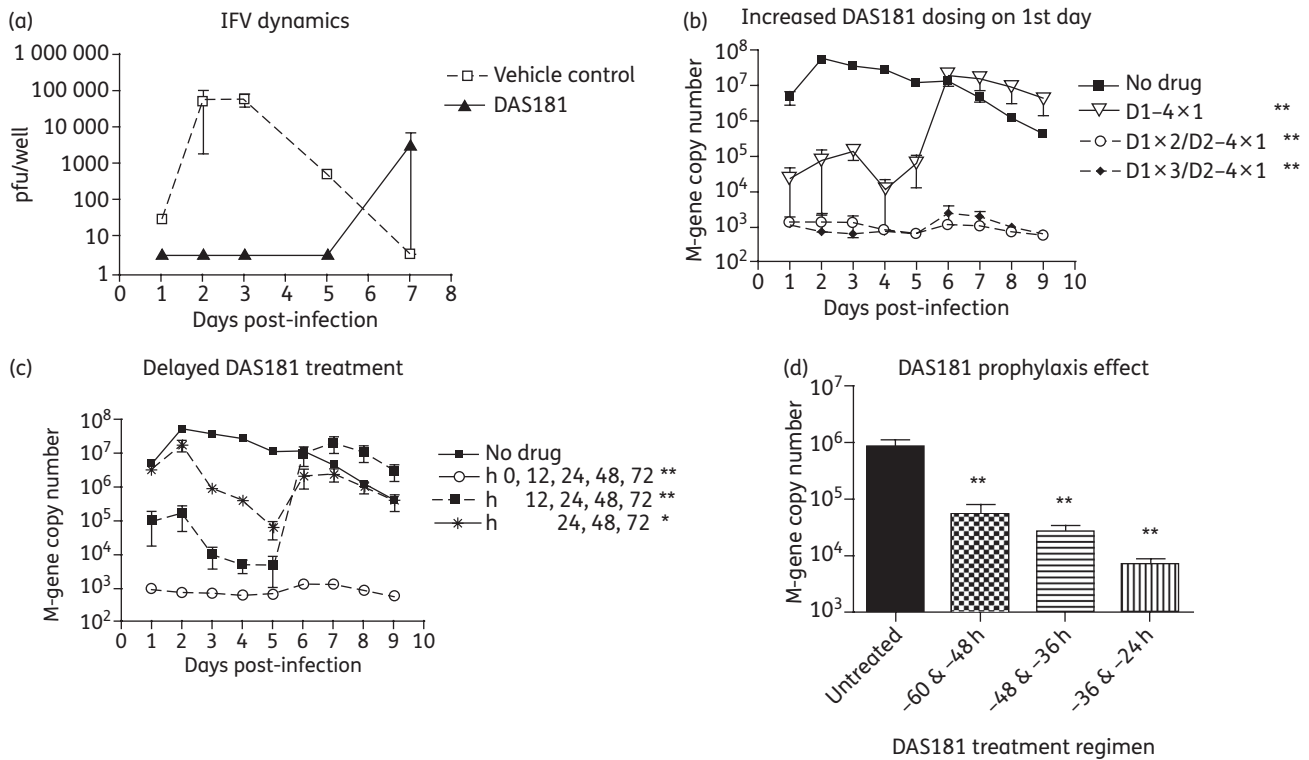 (a)
IFV dynamics
1 000 000
100 000
10 000
1000
100
10
1
pfu/well
0 1 2 3 4 5 6 7 8
Days post-infection
Vehicle control
DAS181
(b)
Increased DAS181 dosing on 1st day
10⁸
10⁷
10⁶
10⁵
10⁴
10³
10²
M-gene copy number
0 1 2 3 4 5 6 7 8 9 10
Days post-infection
No drug
D1–4×1 **
D1×2/D2–4×1 **
D1×3/D2–4×1 **
(c)
Delayed DAS181 treatment
10⁸
10⁷
10⁶
10⁵
10⁴
10³
10²
M-gene copy number
0 1 2 3 4 5 6 7 8 9 10
Days post-infection
No drug
h 0, 12, 24, 48, 72 **
h 12, 24, 48, 72 **
h 24, 48, 72 *
(d)
DAS181 prophylaxis effect
10⁷
10⁶
10⁵
10⁴
10³
M-gene copy number
**
**
**
Untreated
–60 & –48 h
–48 & –36 h
–36 & –24 h
DAS181 treatment regimen